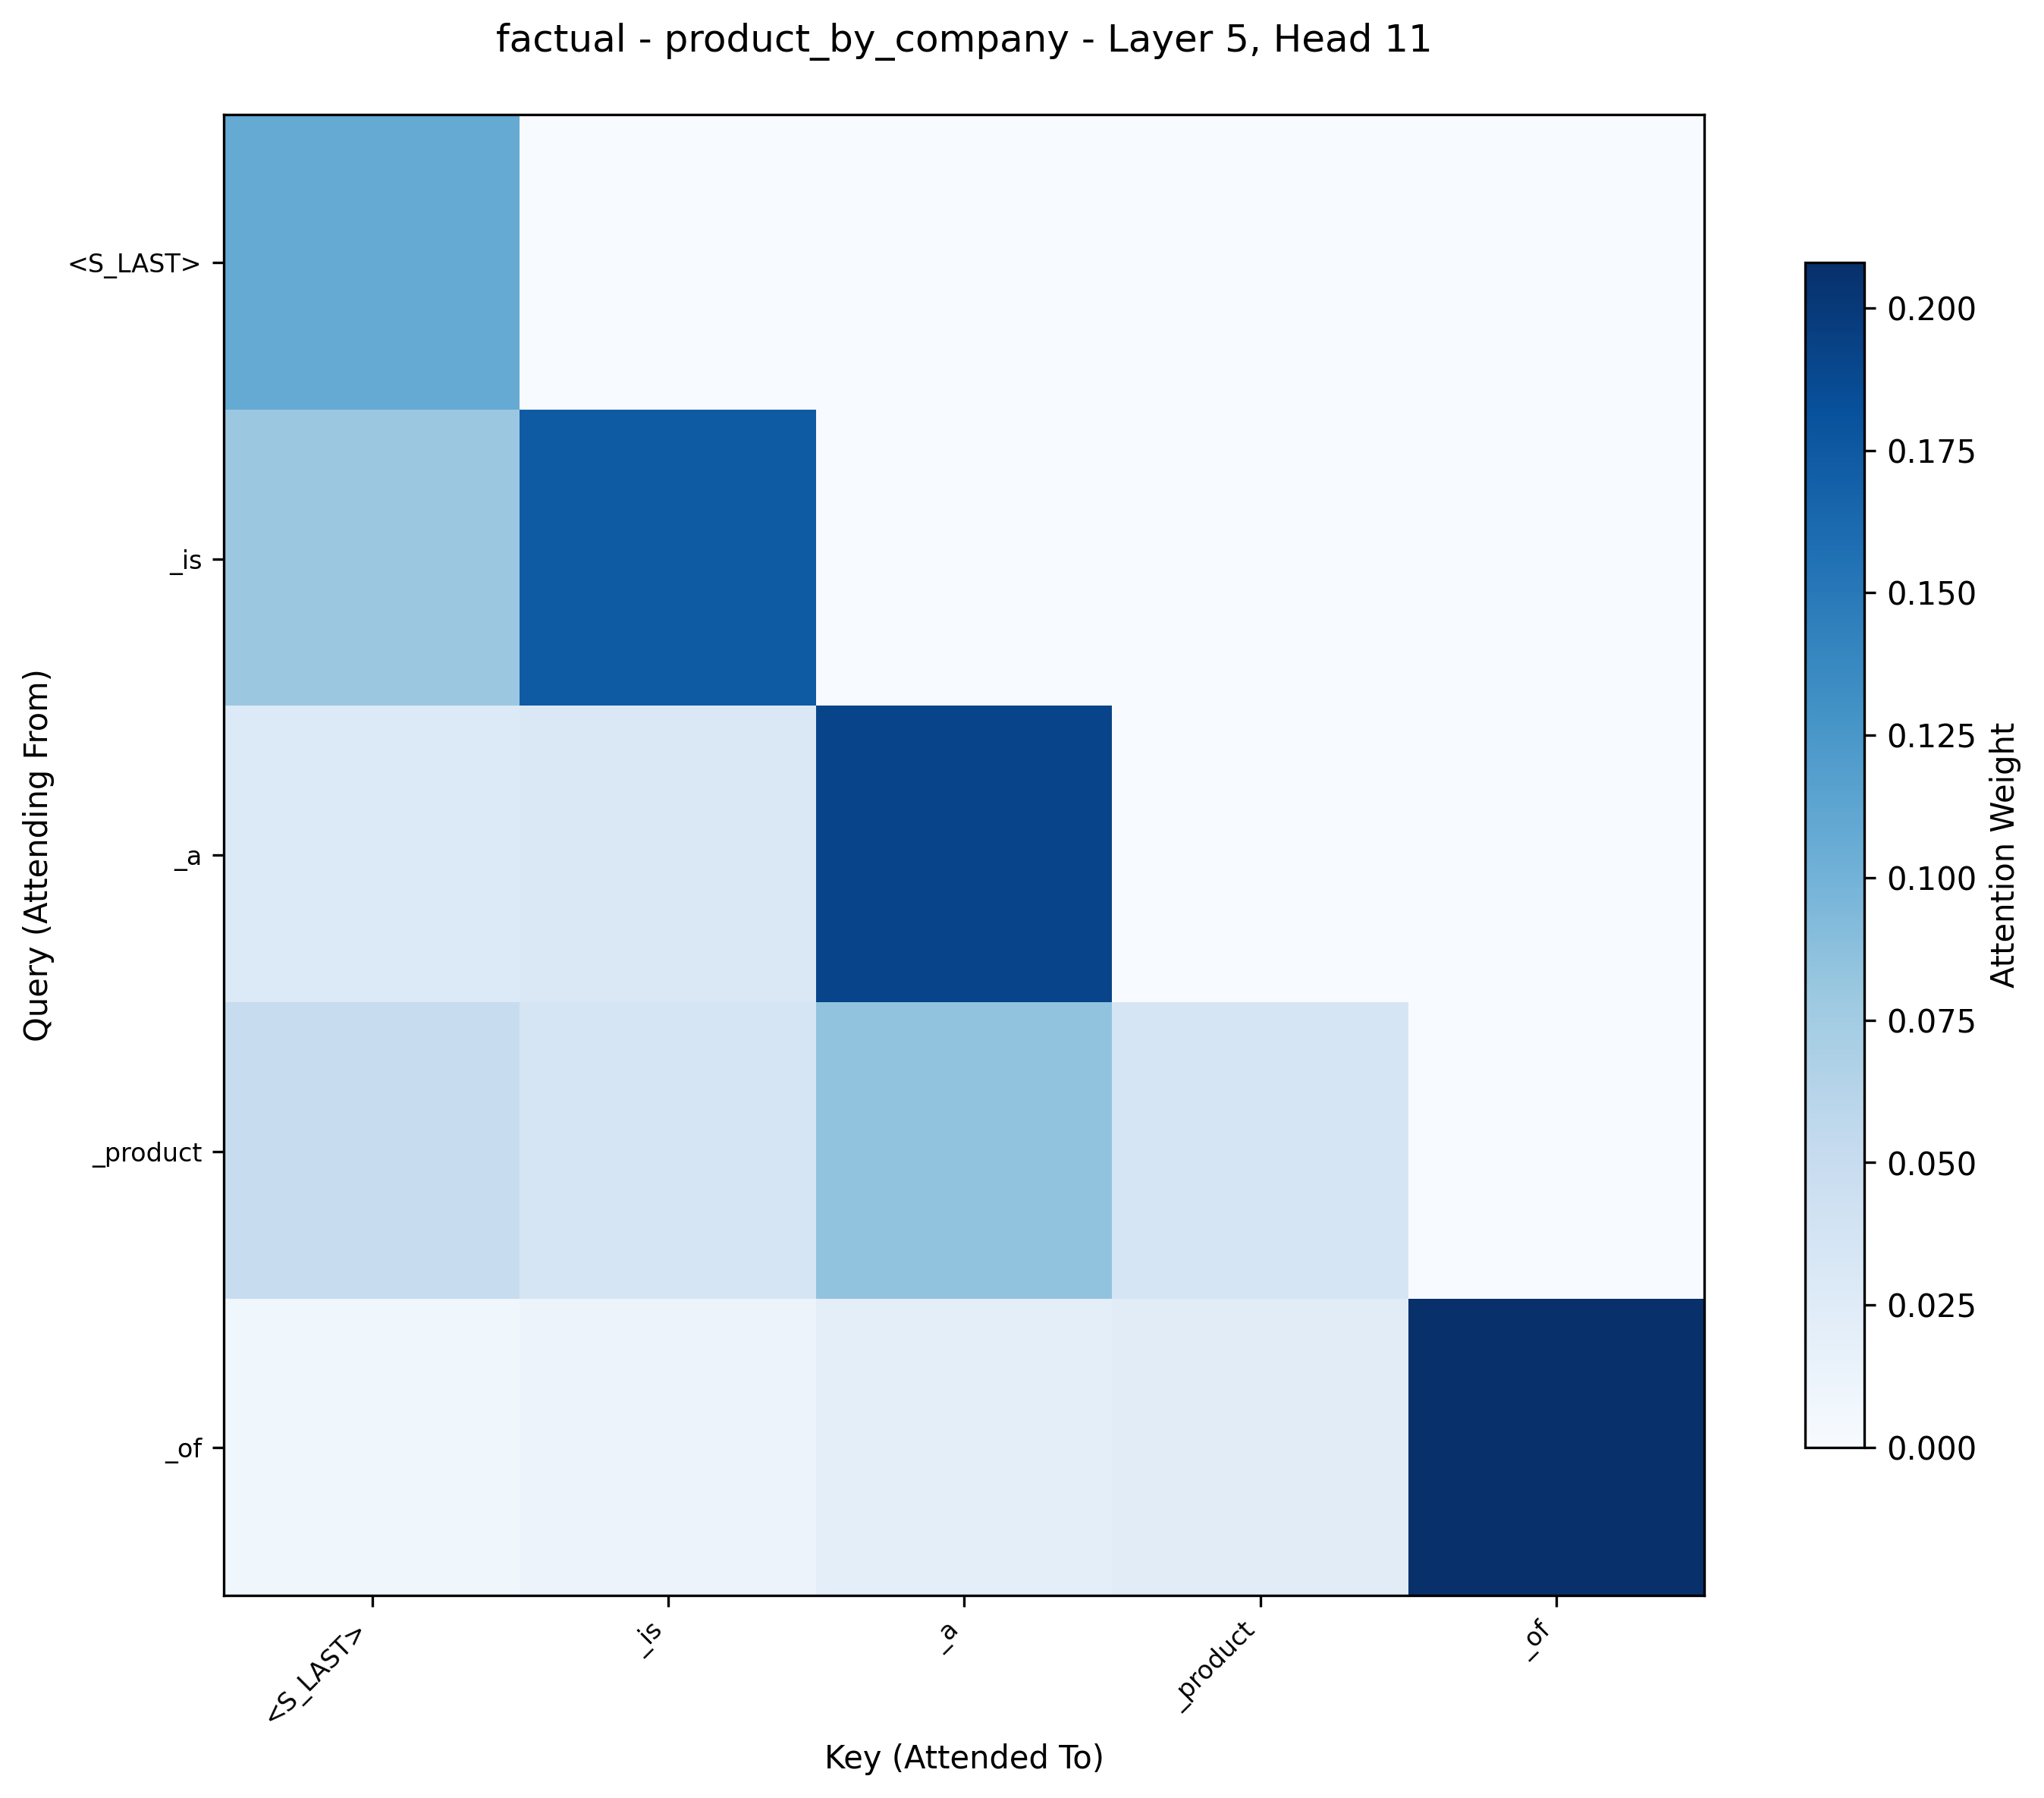 factual - product_by_company - Layer 5, Head 11
Query (Attending From)
<S_LAST>
_is
_a
_product
_of
<S_LAST>
_is
_a
_product
_of
Key (Attended To)
0.200
0.175
0.150
0.125
0.100
0.075
0.050
0.025
0.000
Attention Weight